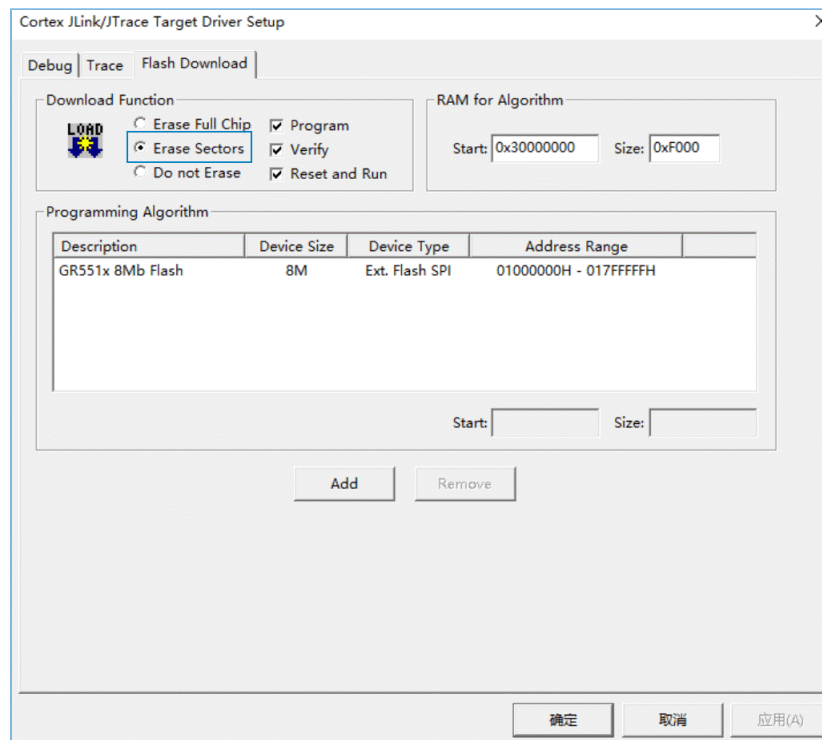 Cortex JLink/JTrace Target Driver Setup
Debug Trace Flash Download
Download Function
LOAD
Erase Full Chip
Erase Sectors
Do not Erase
Program
Verify
Reset and Run
RAM for Algorithm
Start: 0x30000000 Size: 0xF000
Programming Algorithm
Description Device Size Device Type Address Range
GR551x 8Mb Flash 8M Ext. Flash SPI 01000000H - 017FFFFFH
Start: Size:
Add Remove
确定 取消 应用(A)